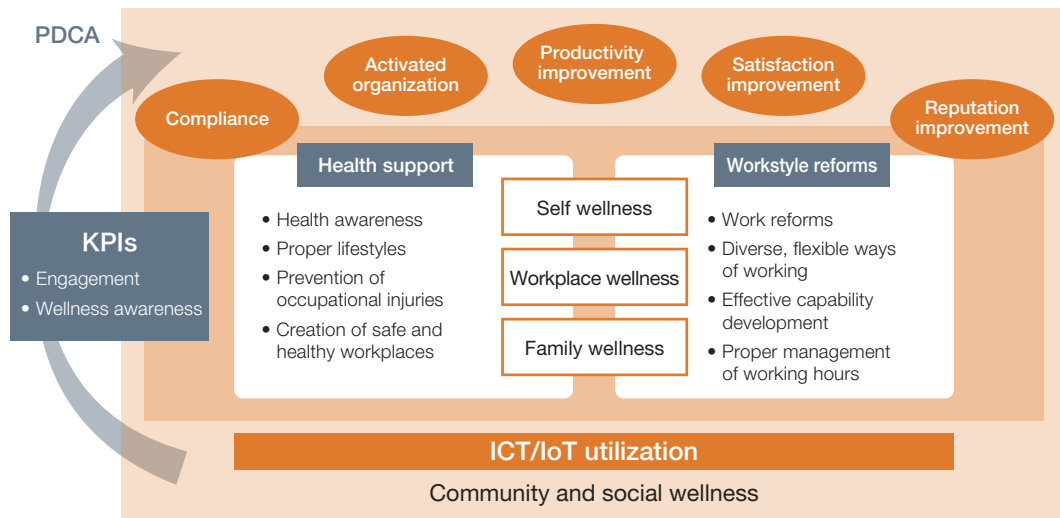 PDCA
Compliance
Activated
organization
Productivity
improvement
Satisfaction
improvement
Reputation
improvement
KPIs
• Engagement
• Wellness awareness
Health support
• Health awareness
• Proper lifestyles
• Prevention of
occupational injuries
• Creation of safe and
healthy workplaces
Self wellness
Workplace wellness
Family wellness
Workstyle reforms
• Work reforms
• Diverse, flexible ways
of working
• Effective capability
development
• Proper management
of working hours
ICT/IoT utilization
Community and social wellness